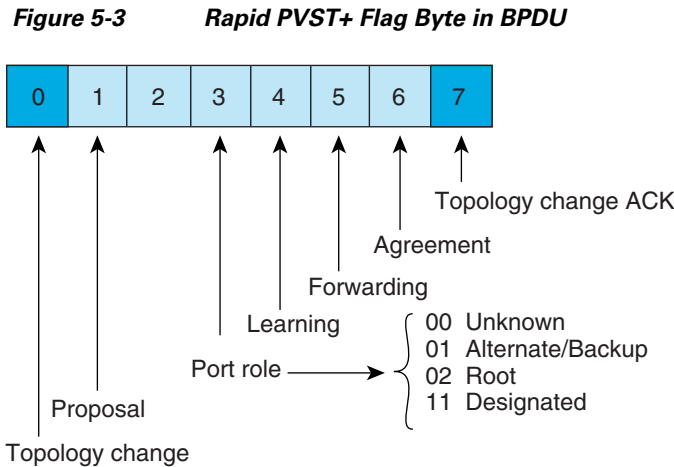 Figure 5-3 Rapid PVST+ Flag Byte in BPDU
0 1 2 3 4 5 6 7
Topology change ACK
Agreement
Forwarding
Learning
Port role
00 Unknown
01 Alternate/Backup
02 Root
11 Designated
Proposal
Topology change